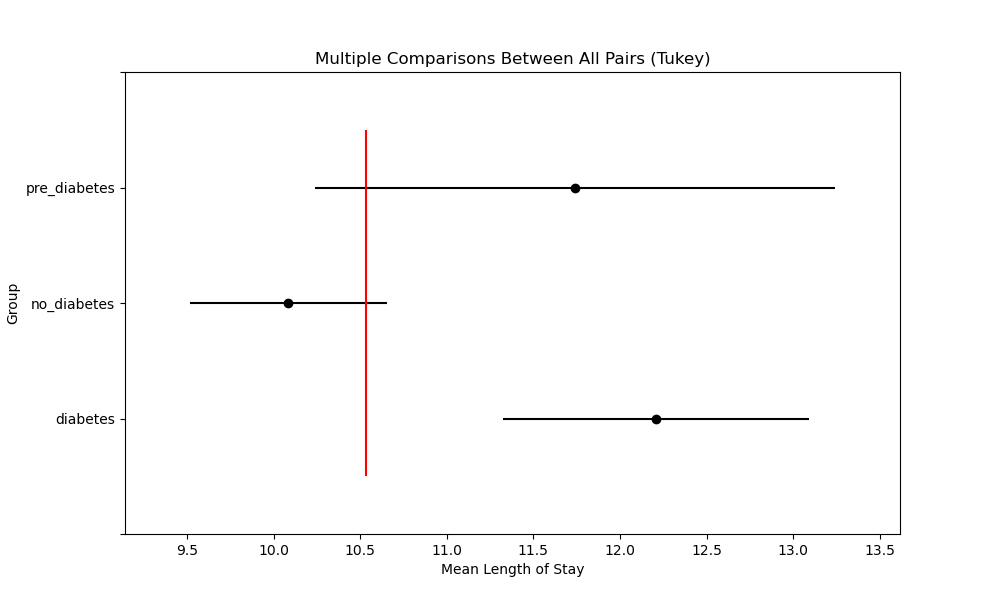 Multiple Comparisons Between All Pairs (Tukey)
Group
pre_diabetes
no_diabetes
diabetes
9.5 10.0 10.5 11.0 11.5 12.0 12.5 13.0 13.5
Mean Length of Stay